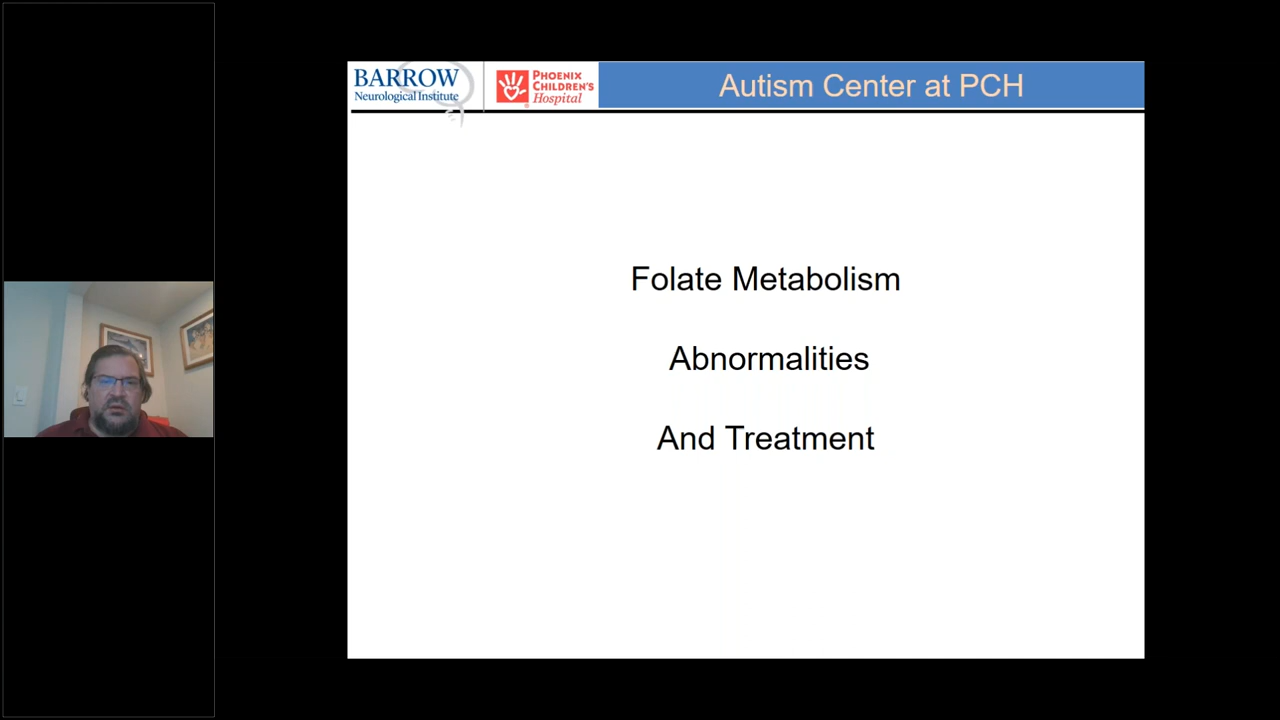 BARROW
Neurological Institute
PHOENIX
CHILDREN'S
Hospital
Autism Center at PCH
Folate Metabolism
Abnormalities
And Treatment